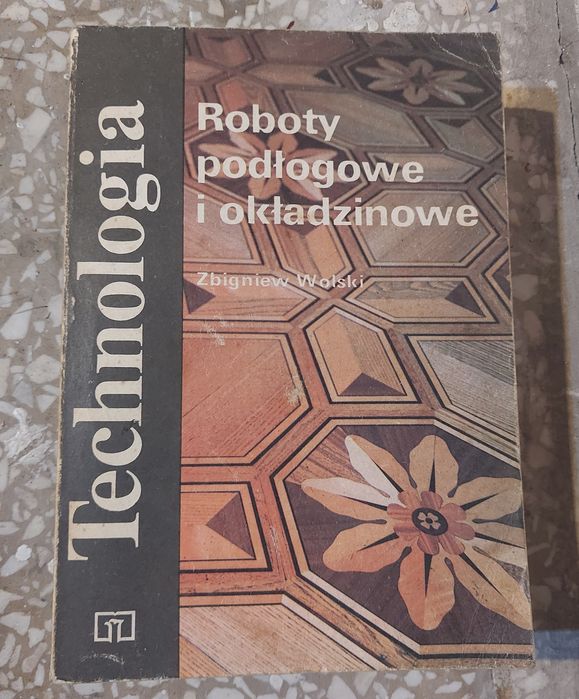 Technologia
Roboty
podłogowe
i okładzinowe
Zbigniew Wolski